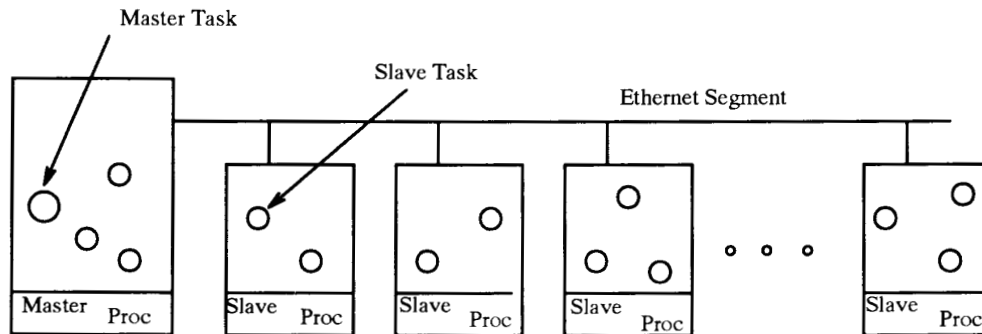 Master Task
Slave Task
Ethernet Segment
Master Proc
Slave Proc
Slave Proc
Slave Proc
Slave Proc